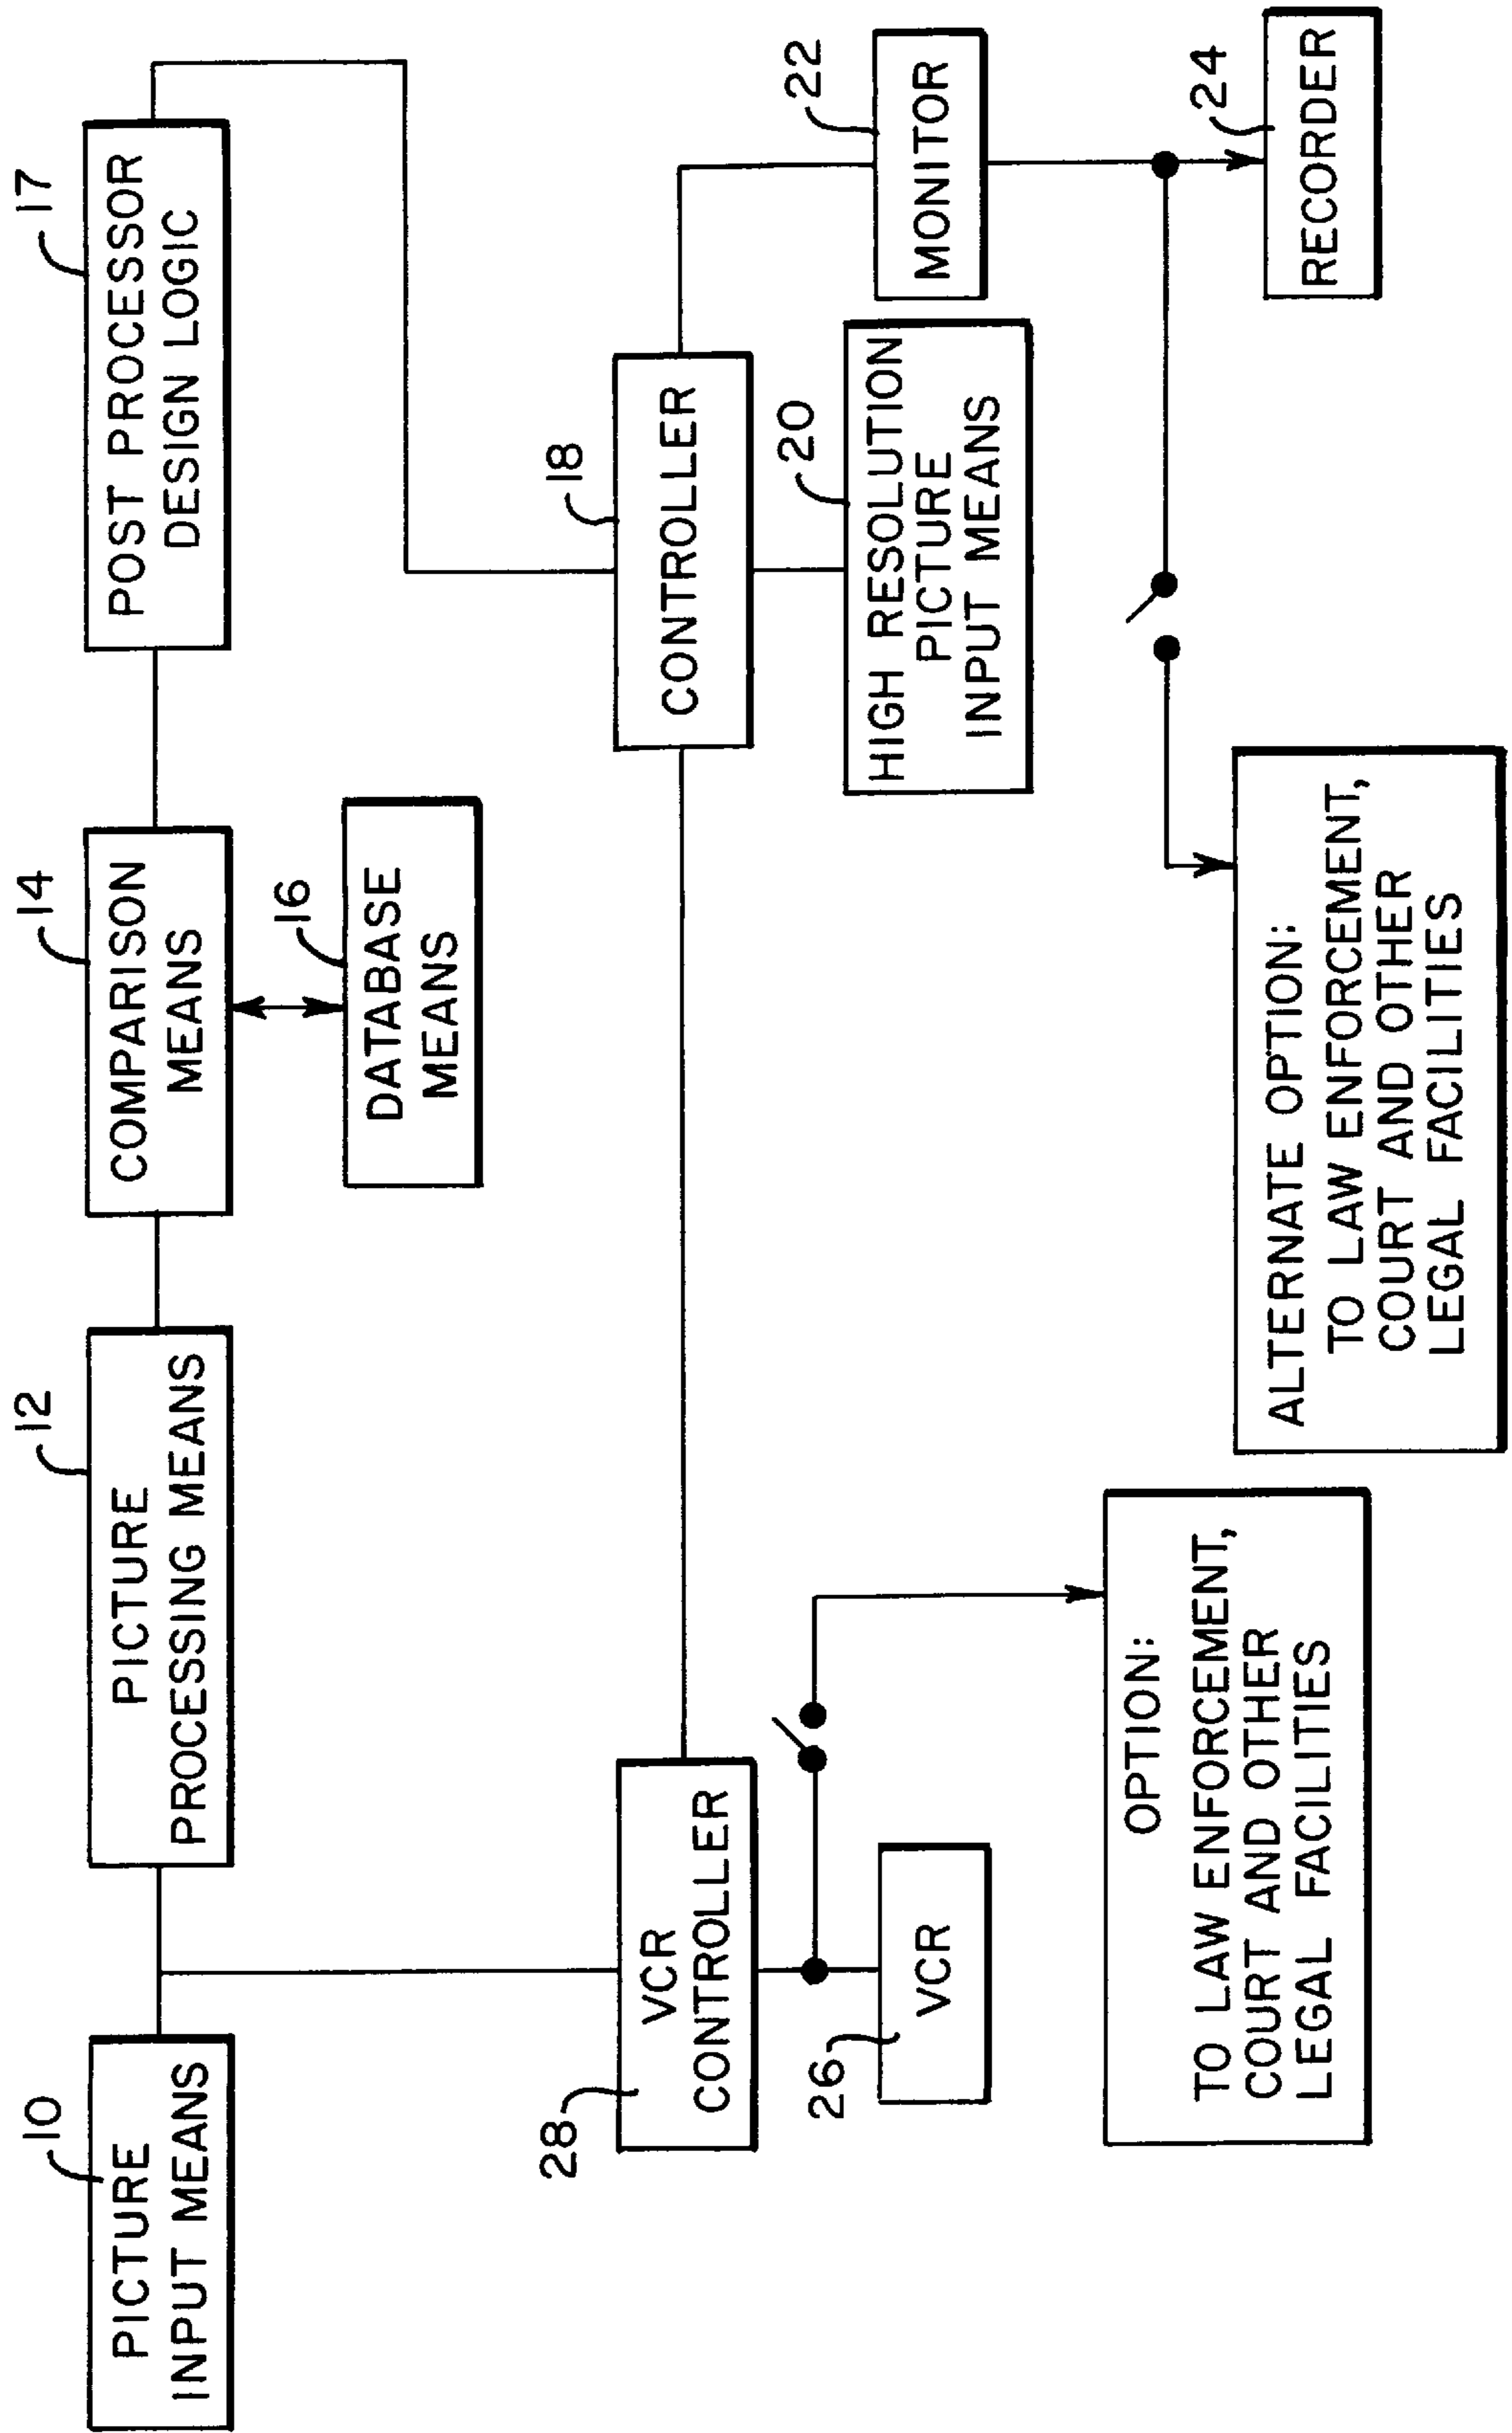 10
PICTURE
INPUT MEANS
12
PICTURE
PROCESSING MEANS
14
COMPARISON
MEANS
16
DATABASE
MEANS
17
POST PROCESSOR
DESIGN LOGIC
28
VCR
CONTROLLER
26
VCR
18
CONTROLLER
20
HIGH RESOLUTION
PICTURE
INPUT MEANS
22
MONITOR
24
RECORDER
OPTION:
TO LAW ENFORCEMENT,
COURT AND OTHER
LEGAL FACILITIES
ALTERNATE OPTION:
TO LAW ENFORCEMENT,
COURT AND OTHER
LEGAL FACILITIES